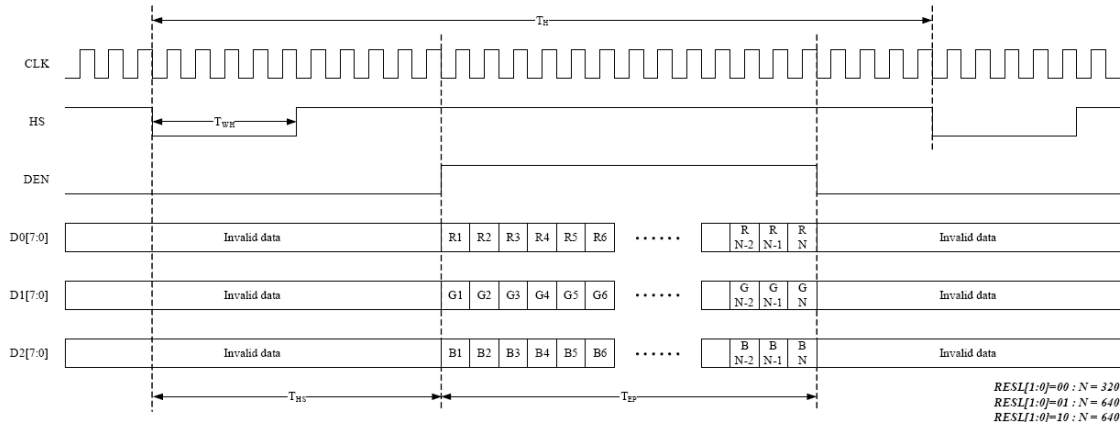 TH
CLK
HS
TWH
DEN
D0[7:0] Invalid data R1 R2 R3 R4 R5 R6 ······ R N-2 R N-1 R N Invalid data
D1[7:0] Invalid data G1 G2 G3 G4 G5 G6 ······ G N-2 G N-1 G N Invalid data
D2[7:0] Invalid data B1 B2 B3 B4 B5 B6 ······ B N-2 B N-1 B N Invalid data
THS TEP
RESL[1:0]=00 : N = 320
RESL[1:0]=01 : N = 640
RESL[1:0]=10 : N = 640